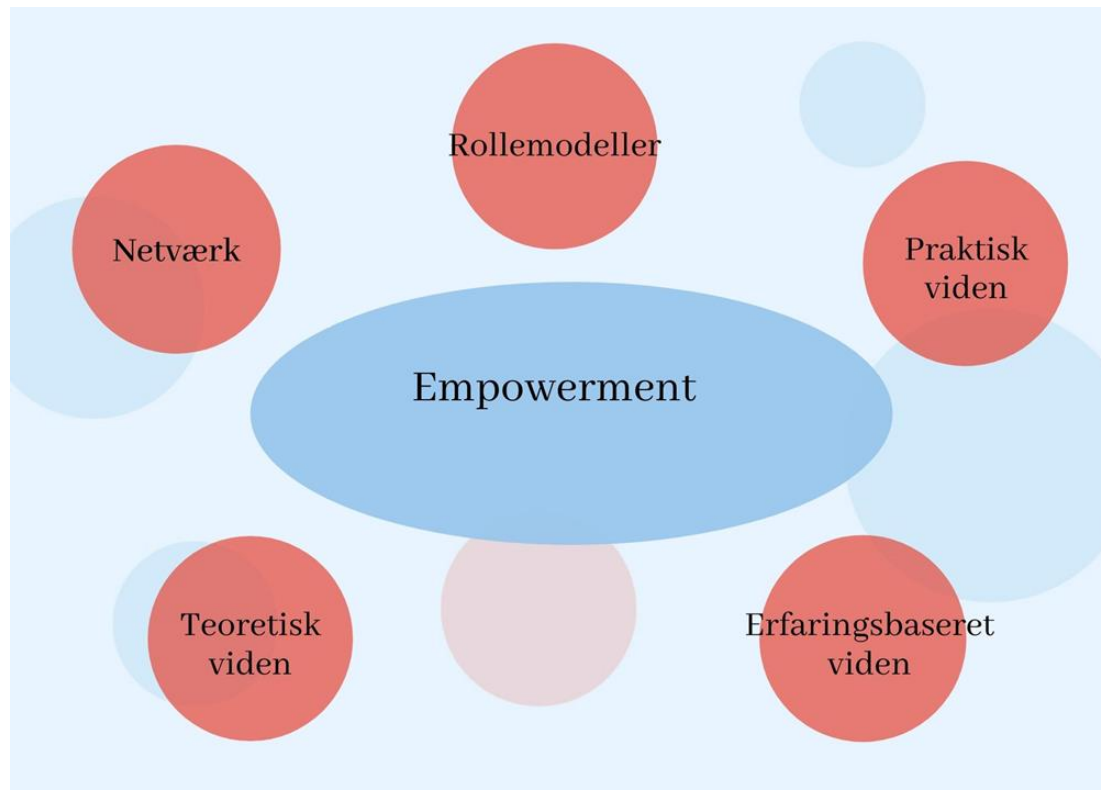 Rollemodeller
Netværk
Praktisk
viden
Empowerment
Teoretisk
viden
Erfaringsbaseret
viden